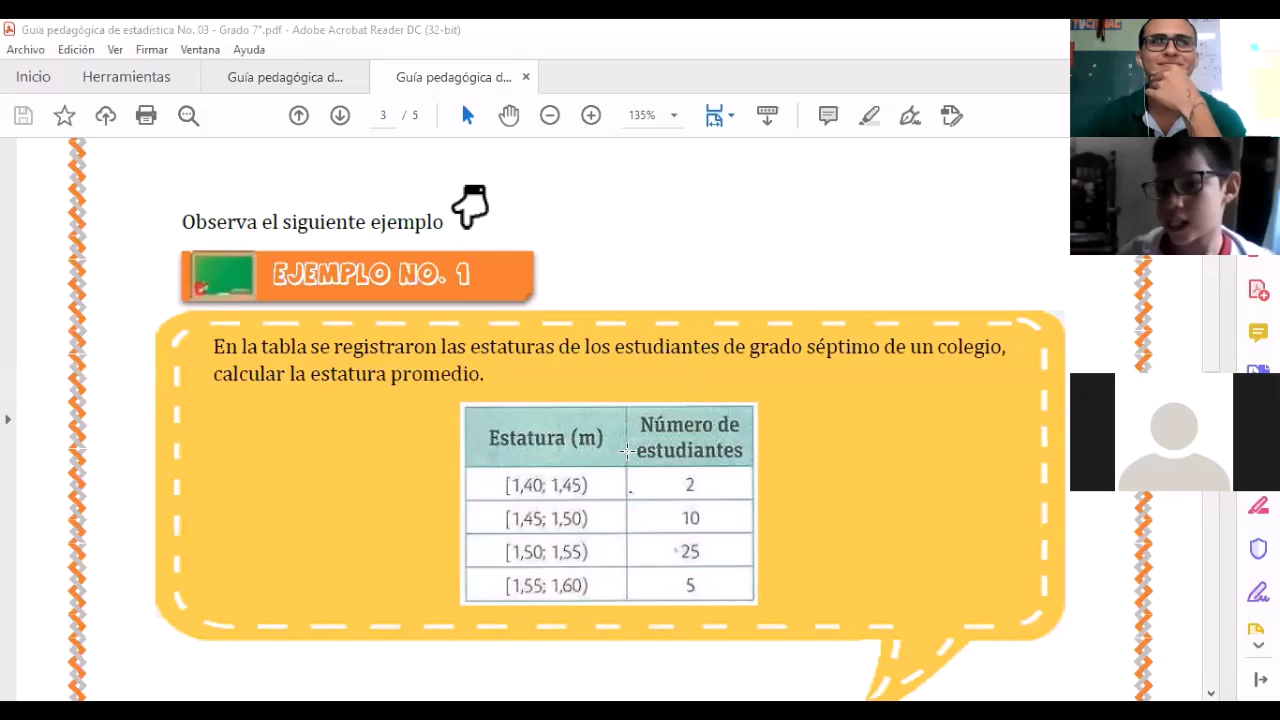 Guía pedagógica de estadística No. 03 - Grado 7°.pdf - Adobe Acrobat Reader DC (32-bit)
Archivo Edición Ver Firmar Ventana Ayuda
Inicio Herramientas Guía pedagógica d... Guía pedagógica d... ×
3 / 5 135%
Observa el siguiente ejemplo
EJEMPLO NO. 1
En la tabla se registraron las estaturas de los estudiantes de grado séptimo de un colegio,
calcular la estatura promedio.
Estatura (m) Número de estudiantes
[1,40; 1,45) 2
[1,45; 1,50) 10
[1,50; 1,55) 25
[1,55; 1,60) 5